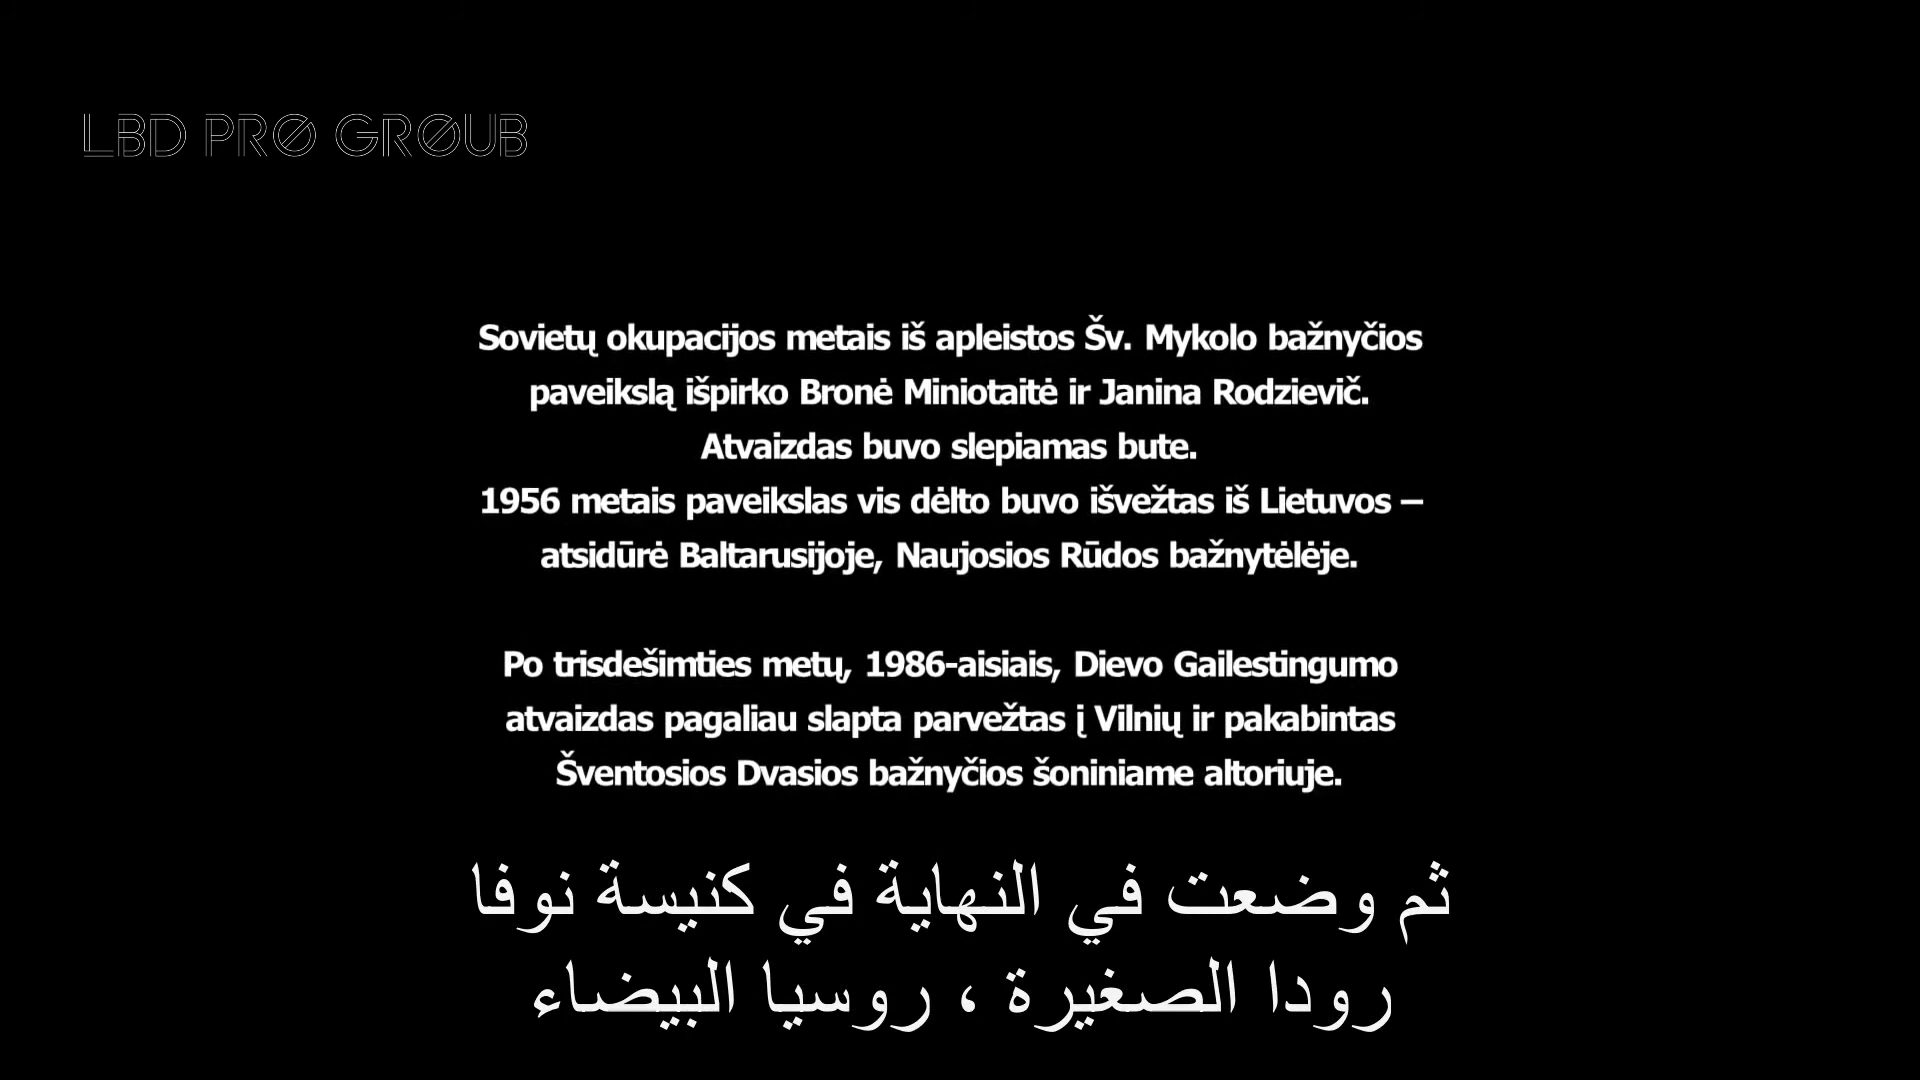 LBD PRØ GRØUB
Sovietų okupacijos metais iš apleistos Šv. Mykolo bažnyčios
paveikslą išpirko Bronė Miniotaitė ir Janina Rodzievič.
Atvaizdas buvo slepiamas bute.
1956 metais paveikslas vis dėlto buvo išvežtas iš Lietuvos –
atsidūrė Baltarusijoje, Naujosios Rūdos bažnytėlėje.
Po trisdešimties metų, 1986-aisiais, Dievo Gailestingumo
atvaizdas pagaliau slapta parvežtas į Vilnių ir pakabintas
Šventosios Dvasios bažnyčios šoniniame altoriuje.
ثم وضعت في النهاية في كنيسة نوفا
رودا الصغيرة ، روسيا البيضاء